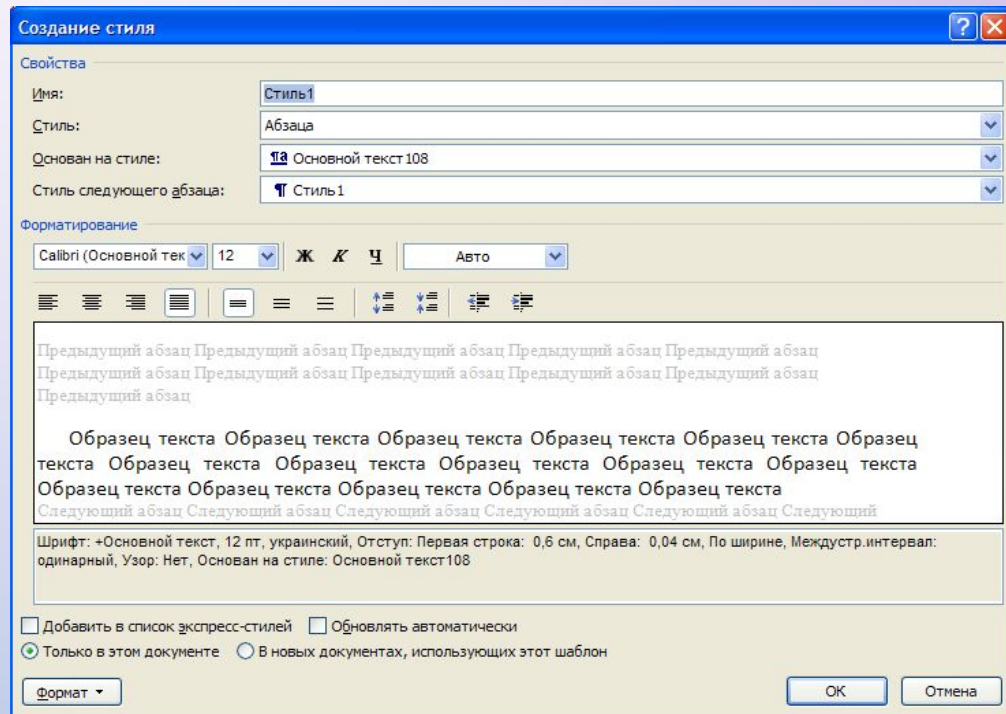 Создание стиля
Свойства
Имя: Стиль1
Стиль: Абзаца
Основан на стиле: ¶a Основной текст108
Стиль следующего абзаца: ¶ Стиль1
Форматирование
Calibri (Основной тек 12 Ж К Ч Авто
Предыдущий абзац Предыдущий абзац Предыдущий абзац Предыдущий абзац Предыдущий абзац
Предыдущий абзац Предыдущий абзац Предыдущий абзац Предыдущий абзац Предыдущий абзац
Предыдущий абзац
Образец текста Образец текста Образец текста Образец текста Образец текста Образец
текста Образец текста Образец текста Образец текста Образец текста Образец текста
Образец текста Образец текста Образец текста Образец текста Образец текста
Следующий абзац Следующий абзац Следующий абзац Следующий абзац Следующий абзац Следующий
Шрифт: +Основной текст, 12 пт, украинский, Отступ: Первая строка: 0,6 см, Справа: 0,04 см, По ширине, Междустр.интервал:
одинарный, Узор: Нет, Основан на стиле: Основной текст108
Добавить в список экспресс-стилей Обновлять автоматически
Только в этом документе В новых документах, использующих этот шаблон
Формат OK Отмена